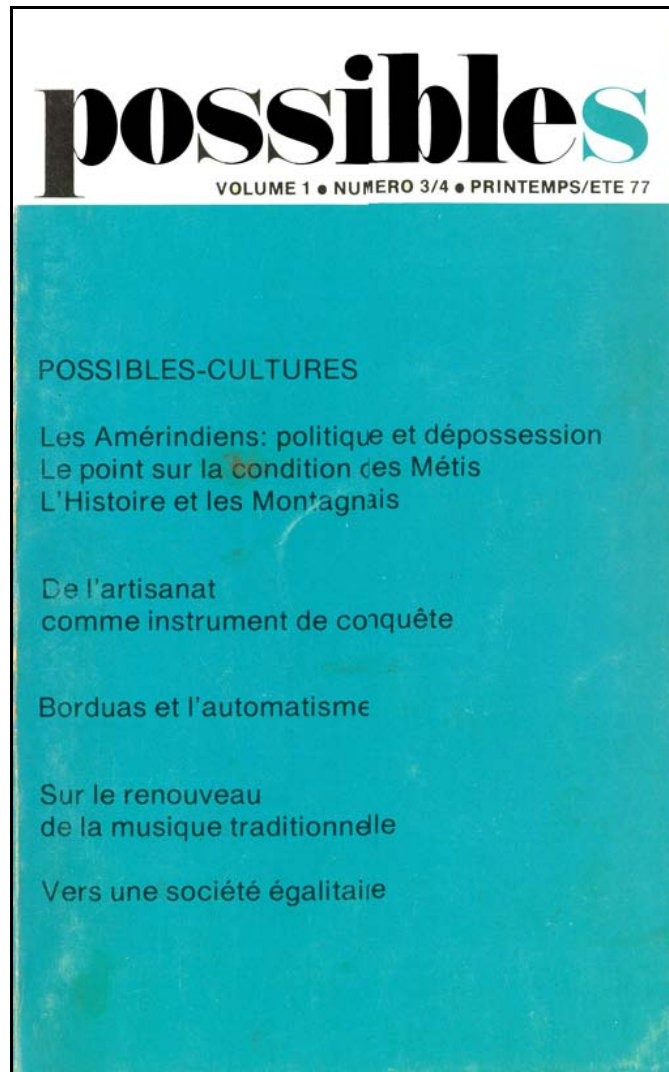 possibles
VOLUME 1 • NUMERO 3/4 • PRINTEMPS/ETE 77
POSSIBLES-CULTURES
Les Amérindiens: politique et dépossession
Le point sur la condition des Métis
L'Histoire et les Montagnais
De l'artisanat
comme instrument de conquête
Borduas et l'automatisme
Sur le renouveau
de la musique traditionnelle
Vers une société égalitaire